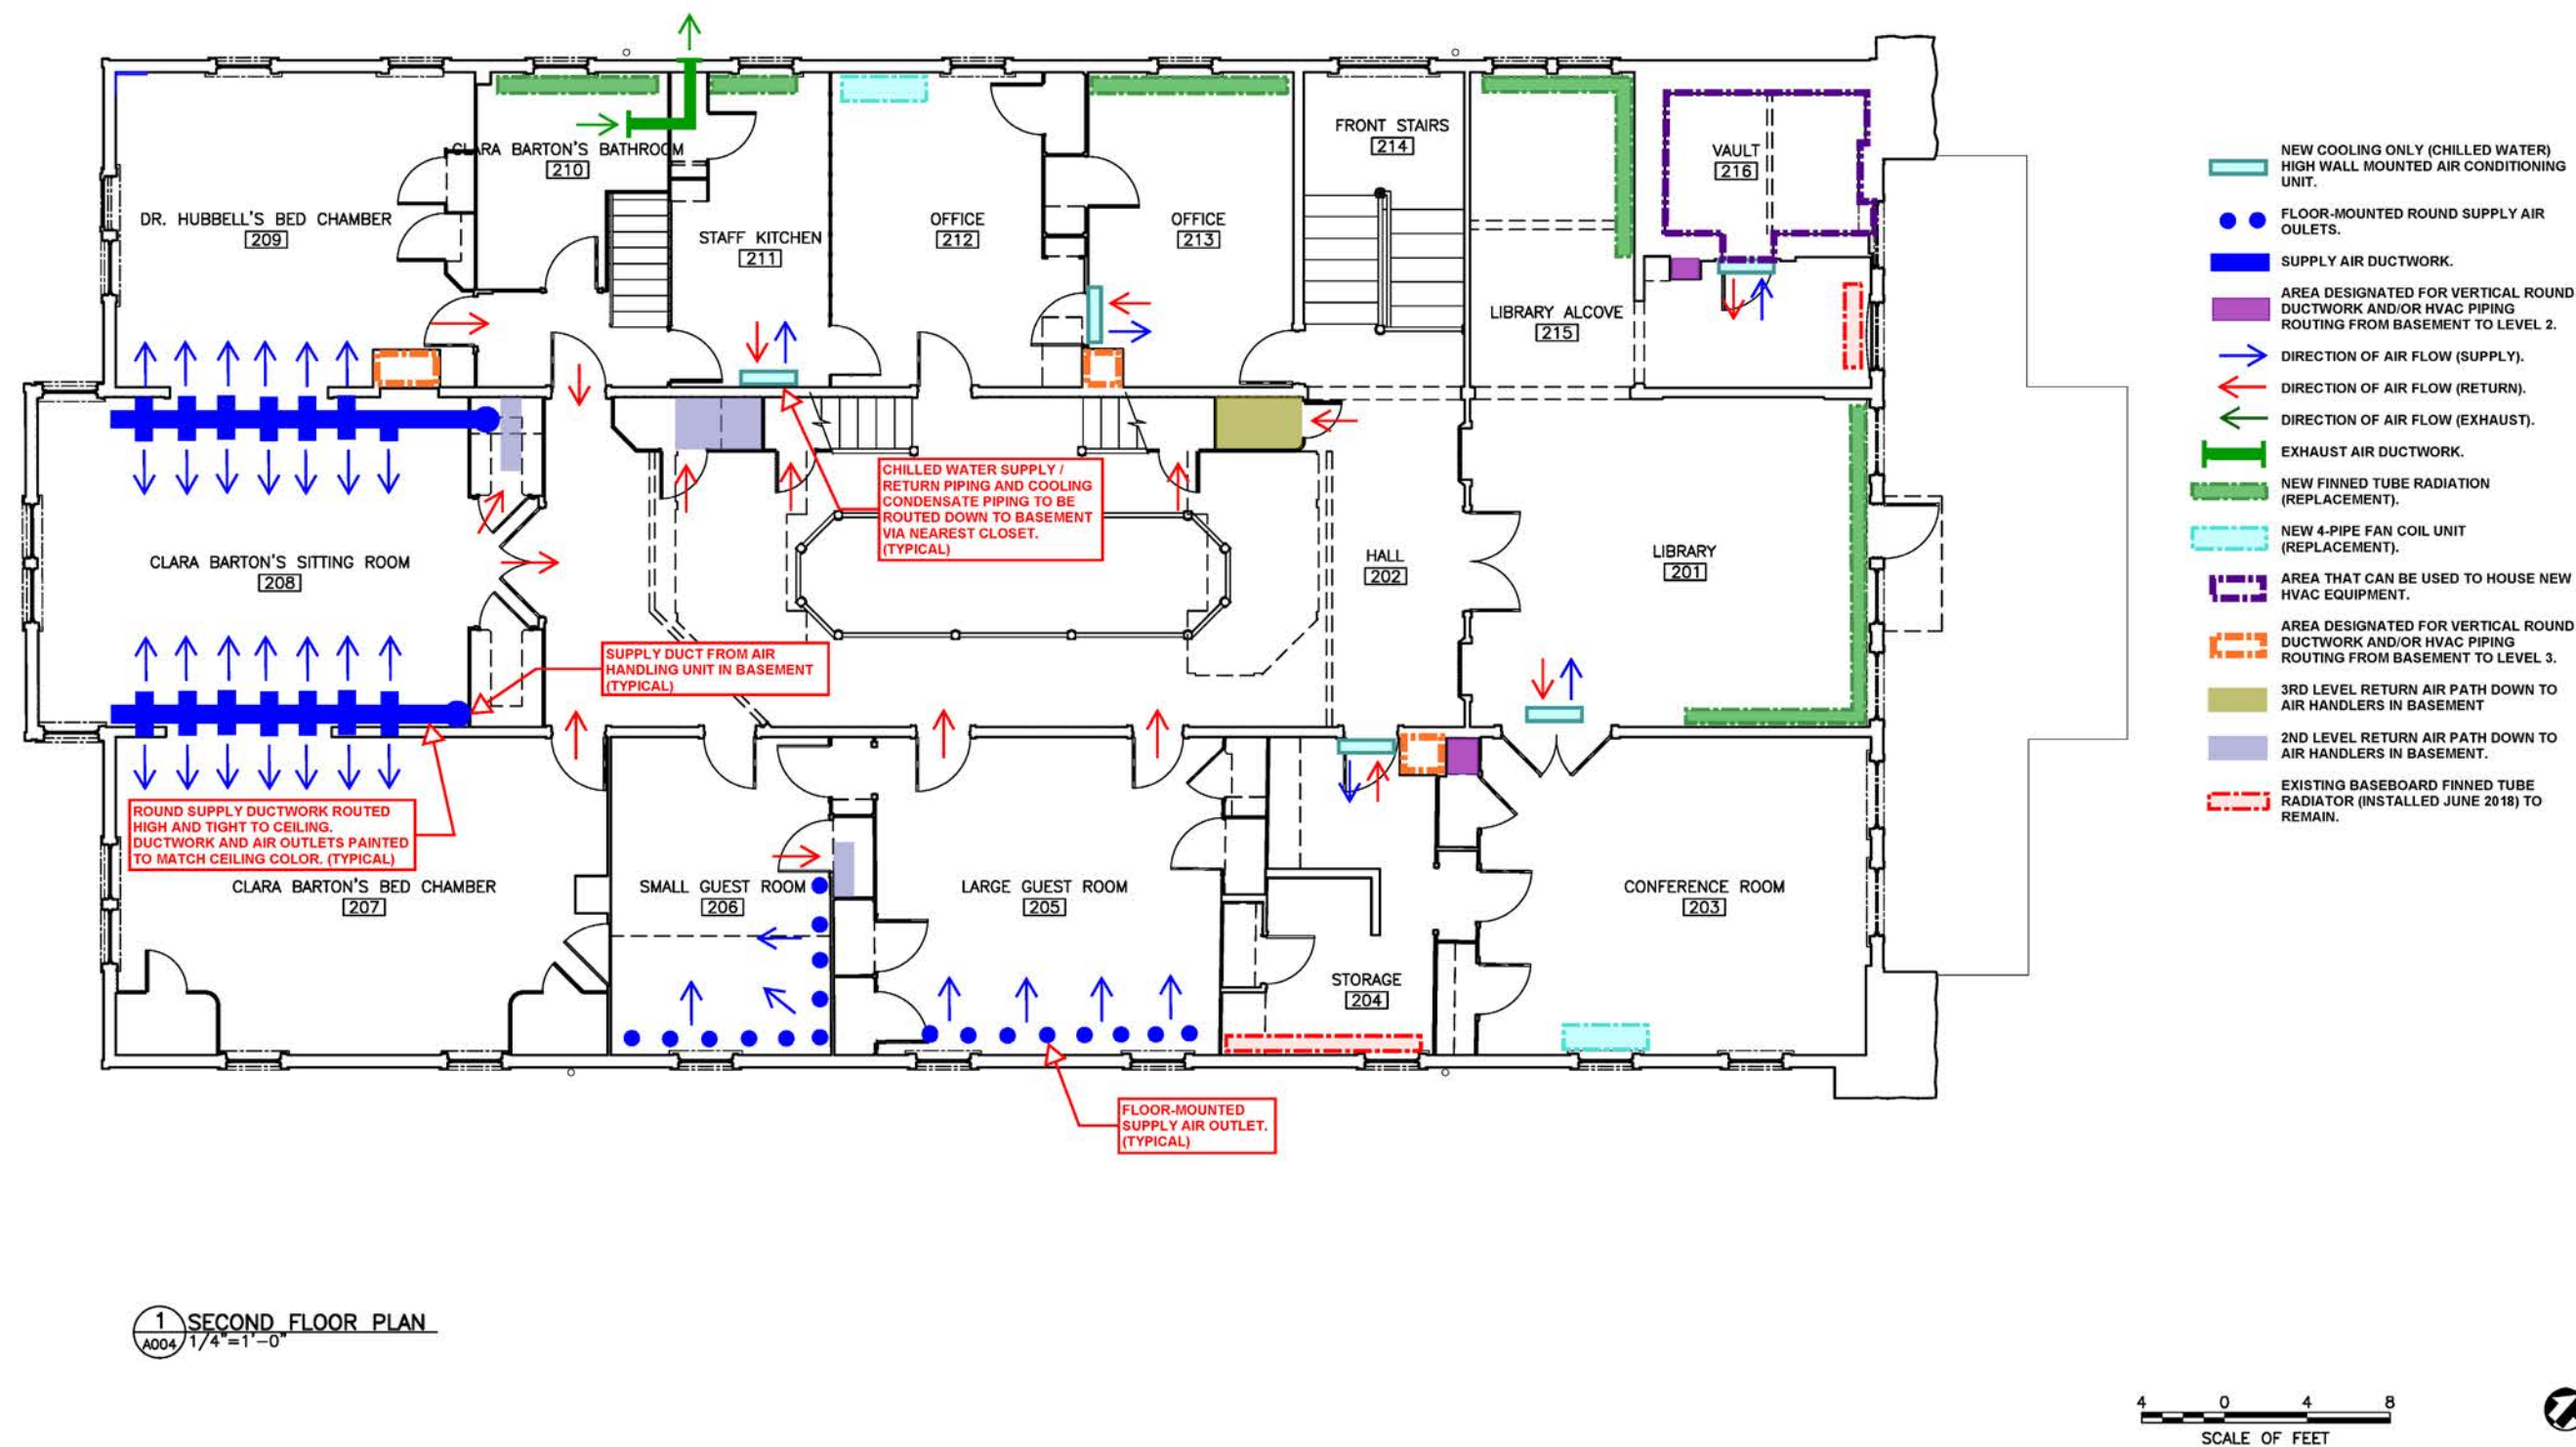 DR. HUBBELL'S BED CHAMBER
209
CLARA BARTON'S BATHROOM
210
STAFF KITCHEN
211
OFFICE
212
OFFICE
213
FRONT STAIRS
214
LIBRARY ALCOVE
215
VAULT
216
CLARA BARTON'S SITTING ROOM
208
CHILLED WATER SUPPLY /
RETURN PIPING AND COOLING
CONDENSATE PIPING TO BE
ROUTED DOWN TO BASEMENT
VIA NEAREST CLOSET.
(TYPICAL)
HALL
202
LIBRARY
201
SUPPLY DUCT FROM AIR
HANDLING UNIT IN BASEMENT
(TYPICAL)
ROUND SUPPLY DUCTWORK ROUTED
HIGH AND TIGHT TO CEILING.
DUCTWORK AND AIR OUTLETS PAINTED
TO MATCH CEILING COLOR. (TYPICAL)
CLARA BARTON'S BED CHAMBER
207
SMALL GUEST ROOM
206
LARGE GUEST ROOM
205
STORAGE
204
CONFERENCE ROOM
203
FLOOR-MOUNTED
SUPPLY AIR OUTLET.
(TYPICAL)
NEW COOLING ONLY (CHILLED WATER)
HIGH WALL MOUNTED AIR CONDITIONING
UNIT.
FLOOR-MOUNTED ROUND SUPPLY AIR
OULETS.
SUPPLY AIR DUCTWORK.
AREA DESIGNATED FOR VERTICAL ROUND
DUCTWORK AND/OR HVAC PIPING
ROUTING FROM BASEMENT TO LEVEL 2.
DIRECTION OF AIR FLOW (SUPPLY).
DIRECTION OF AIR FLOW (RETURN).
DIRECTION OF AIR FLOW (EXHAUST).
EXHAUST AIR DUCTWORK.
NEW FINNED TUBE RADIATION
(REPLACEMENT).
NEW 4-PIPE FAN COIL UNIT
(REPLACEMENT).
AREA THAT CAN BE USED TO HOUSE NEW
HVAC EQUIPMENT.
AREA DESIGNATED FOR VERTICAL ROUND
DUCTWORK AND/OR HVAC PIPING
ROUTING FROM BASEMENT TO LEVEL 3.
3RD LEVEL RETURN AIR PATH DOWN TO
AIR HANDLERS IN BASEMENT
2ND LEVEL RETURN AIR PATH DOWN TO
AIR HANDLERS IN BASEMENT.
EXISTING BASEBOARD FINNED TUBE
RADIATOR (INSTALLED JUNE 2018) TO
REMAIN.
1
A004
SECOND FLOOR PLAN
1/4"=1'-0"
4 0 4 8
SCALE OF FEET